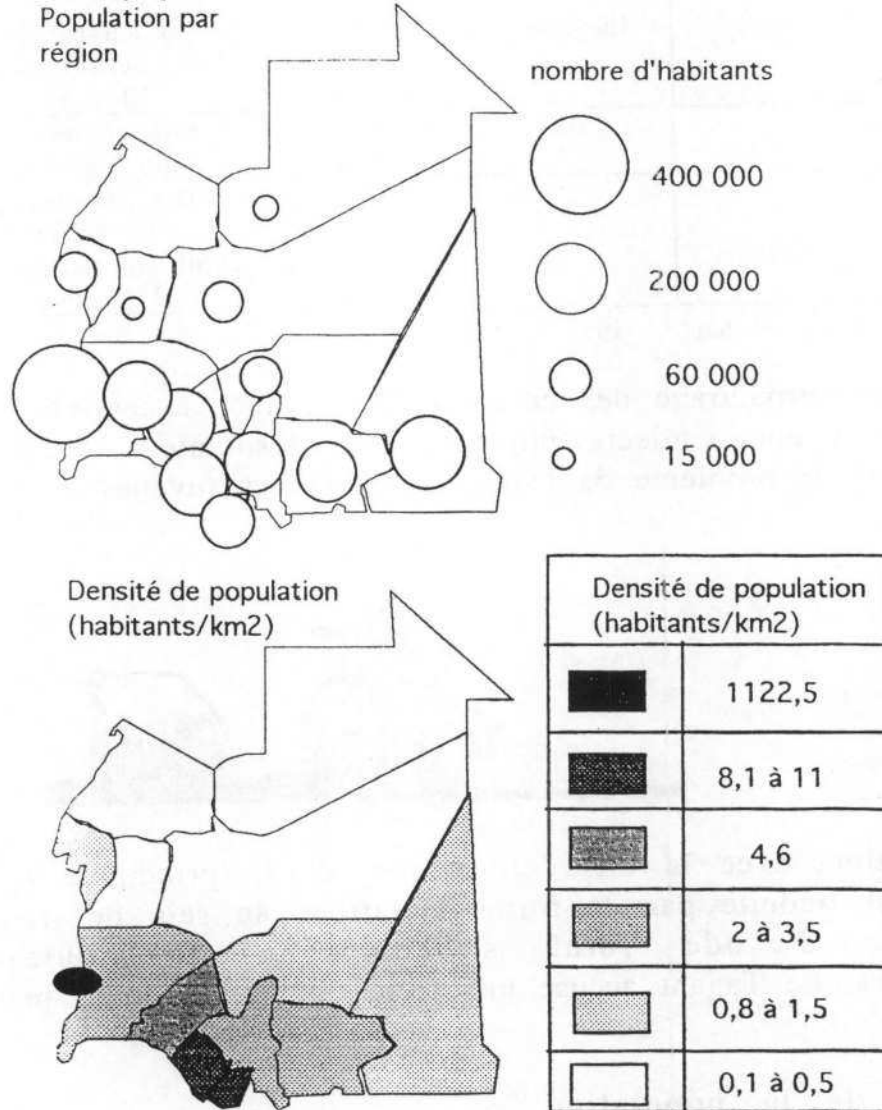 Population par
région
nombre d'habitants
400 000
200 000
60 000
15 000
Densité de population
(habitants/km2)
Densité de population
(habitants/km2)
1122,5
8,1 à 11
4,6
2 à 3,5
0,8 à 1,5
0,1 à 0,5